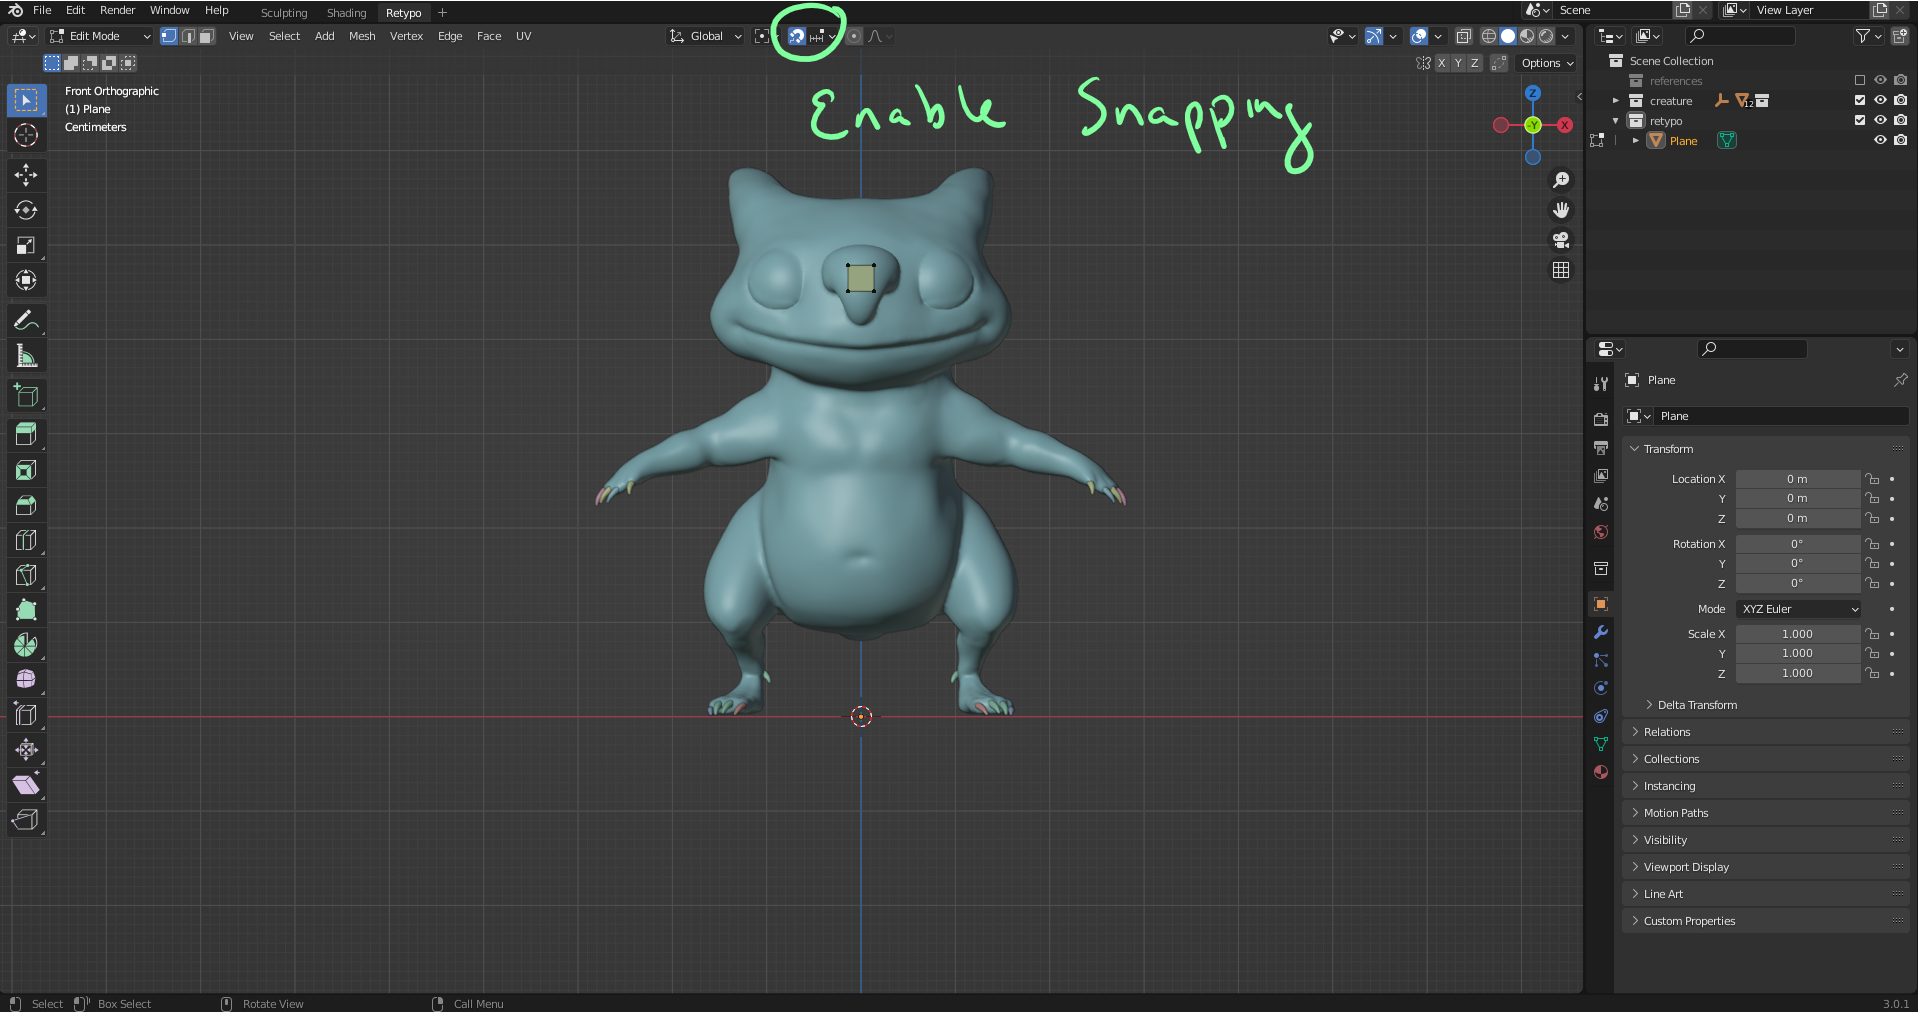 File Edit Render Window Help Sculpting Shading Retypo + Scene View Layer
Edit Mode View Select Add Mesh Vertex Edge Face UV Global
X Y Z Options
Enable Snapping
Front Orthographic
(1) Plane
Centimeters
Z
-Y
X
Scene Collection
references
creature 12
retypo
Plane
Plane
Plane
Transform
Location X 0 m
Y 0 m
Z 0 m
Rotation X 0°
Y 0°
Z 0°
Mode XYZ Euler
Scale X 1.000
Y 1.000
Z 1.000
Delta Transform
Relations
Collections
Instancing
Motion Paths
Visibility
Viewport Display
Line Art
Custom Properties
Select Box Select Rotate View Call Menu 3.0.1